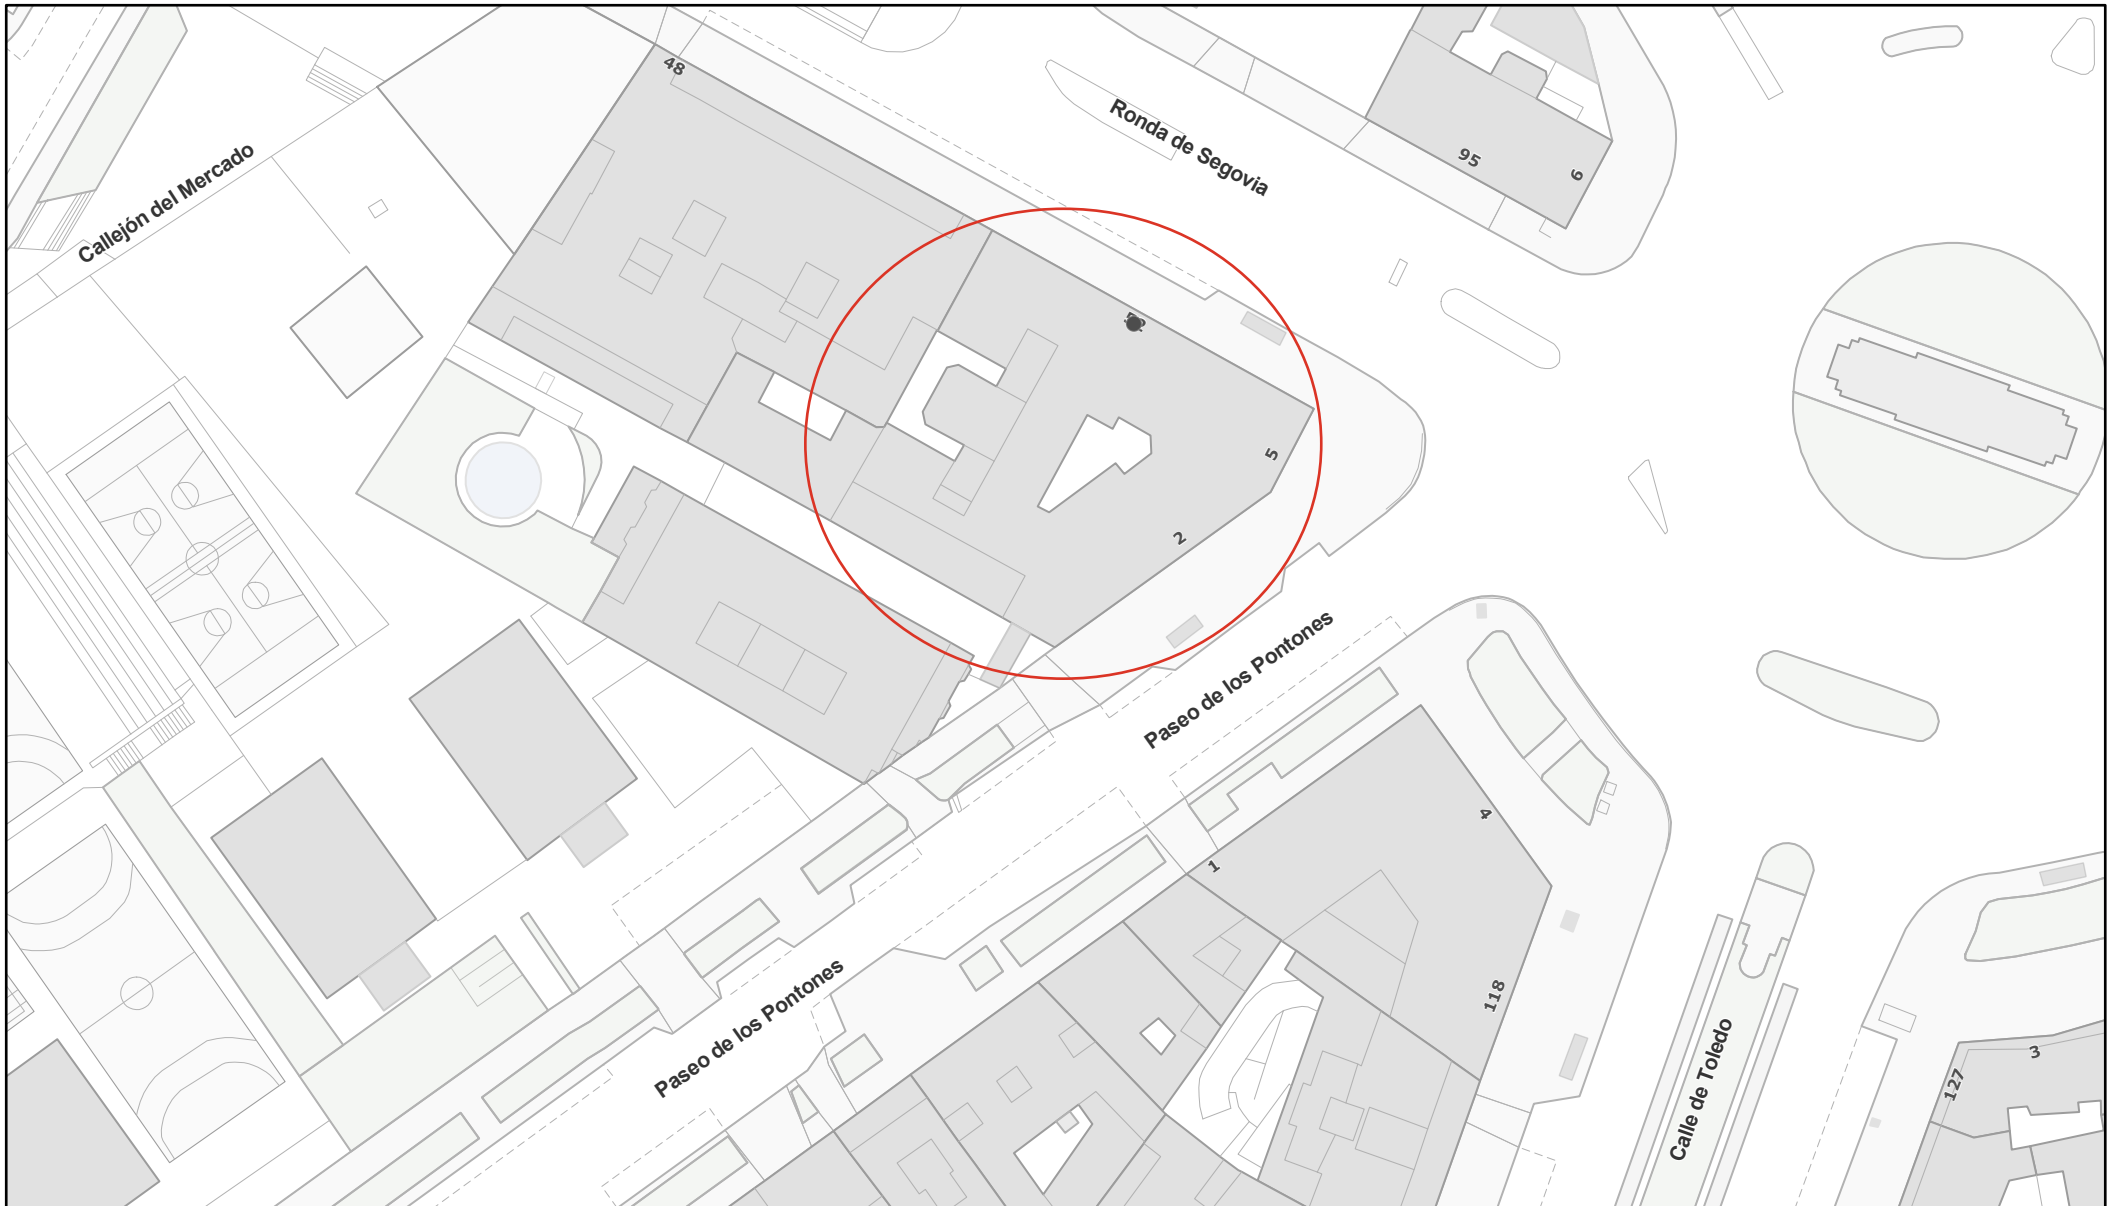 48
Ronda de Segovia
95
6
Callejón del Mercado
5
2
Paseo de los Pontones
4
1
118
Paseo de los Pontones
Calle de Toledo
3
127